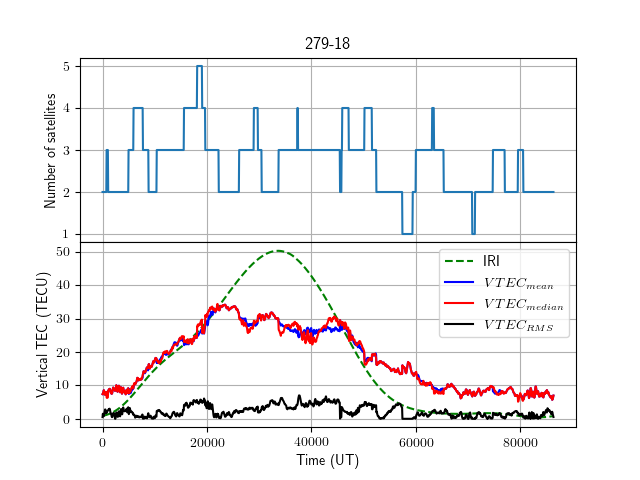 279-18
Number of satellites
5
4
3
2
1
Vertical TEC (TECU)
50
40
30
20
10
0
IRI
VTEC_mean
VTEC_median
VTEC_RMS
0
20000
40000
60000
80000
Time (UT)